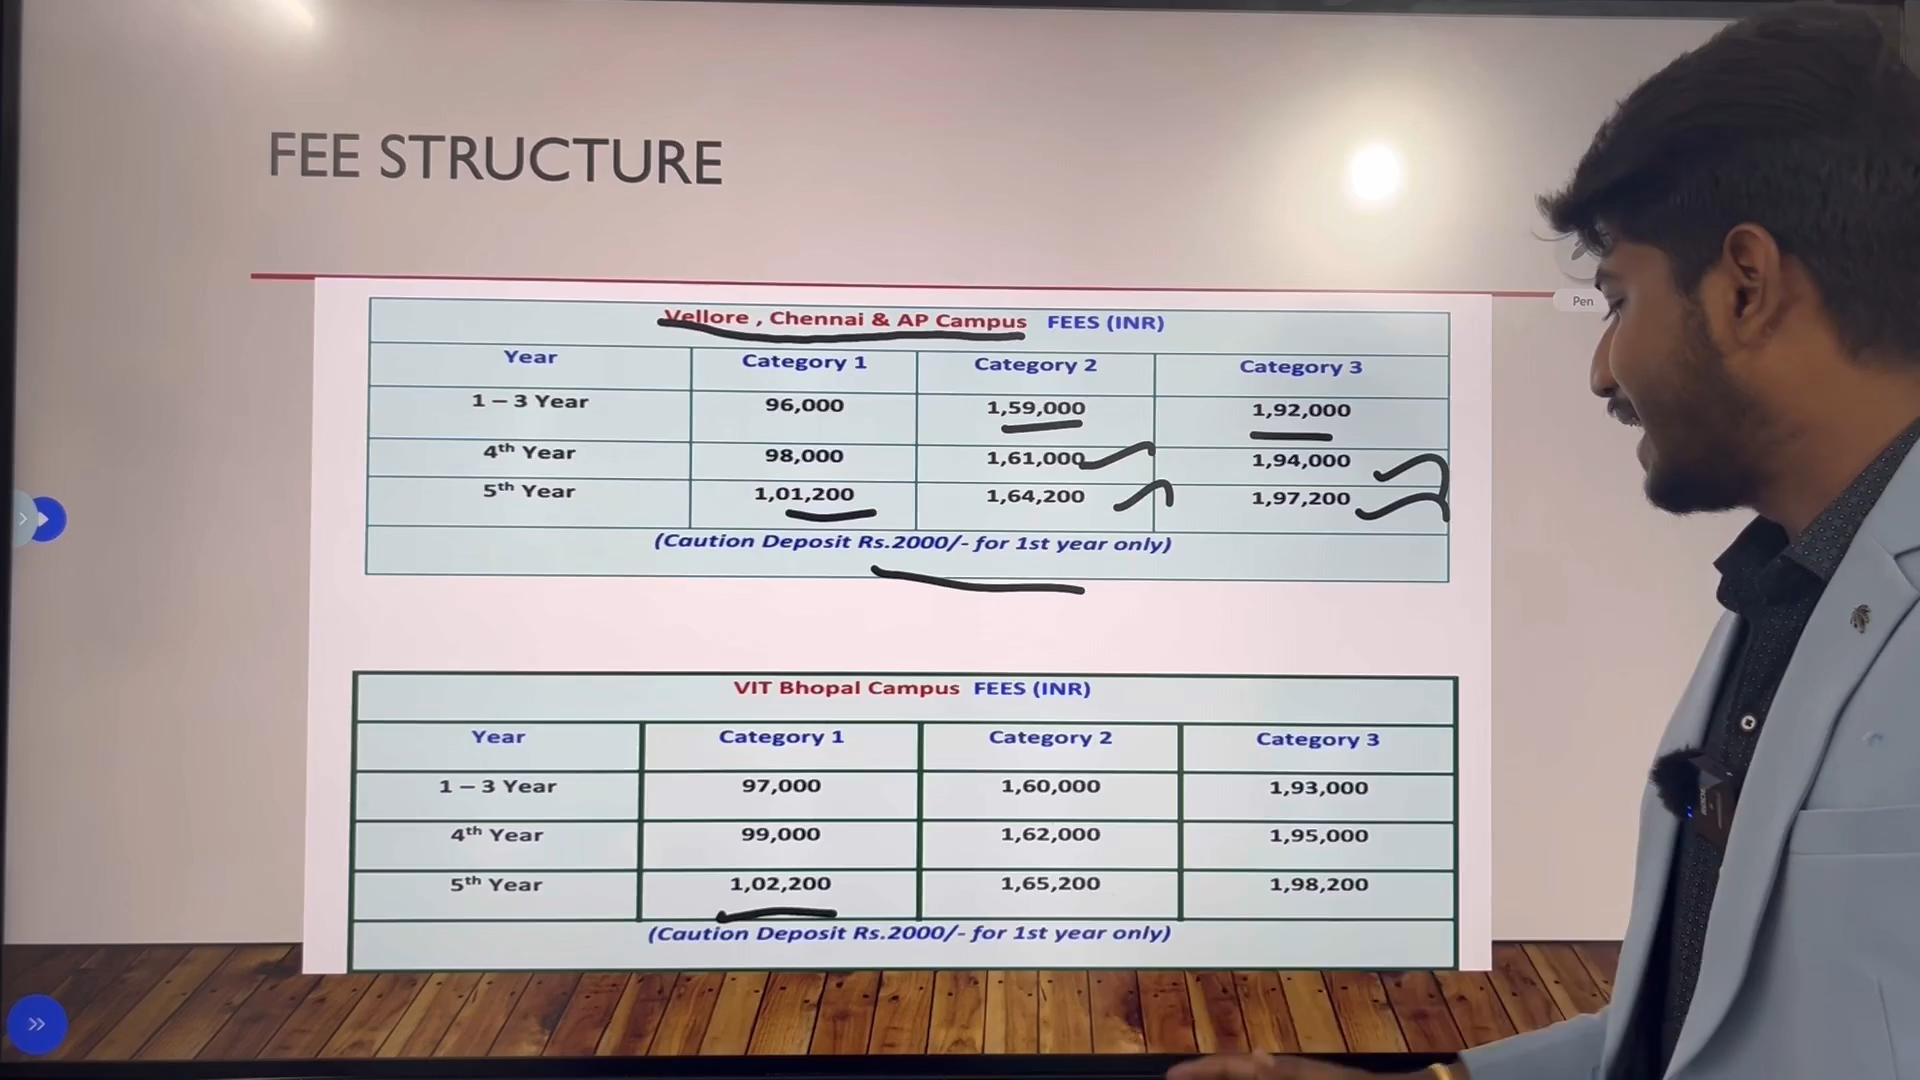 FEE STRUCTURE
Pen
Vellore , Chennai & AP Campus FEES (INR)
Year Category 1 Category 2 Category 3
1 – 3 Year 96,000 1,59,000 1,92,000
4th Year 98,000 1,61,000 1,94,000
5th Year 1,01,200 1,64,200 1,97,200
(Caution Deposit Rs.2000/- for 1st year only)
VIT Bhopal Campus FEES (INR)
Year Category 1 Category 2 Category 3
1 – 3 Year 97,000 1,60,000 1,93,000
4th Year 99,000 1,62,000 1,95,000
5th Year 1,02,200 1,65,200 1,98,200
(Caution Deposit Rs.2000/- for 1st year only)